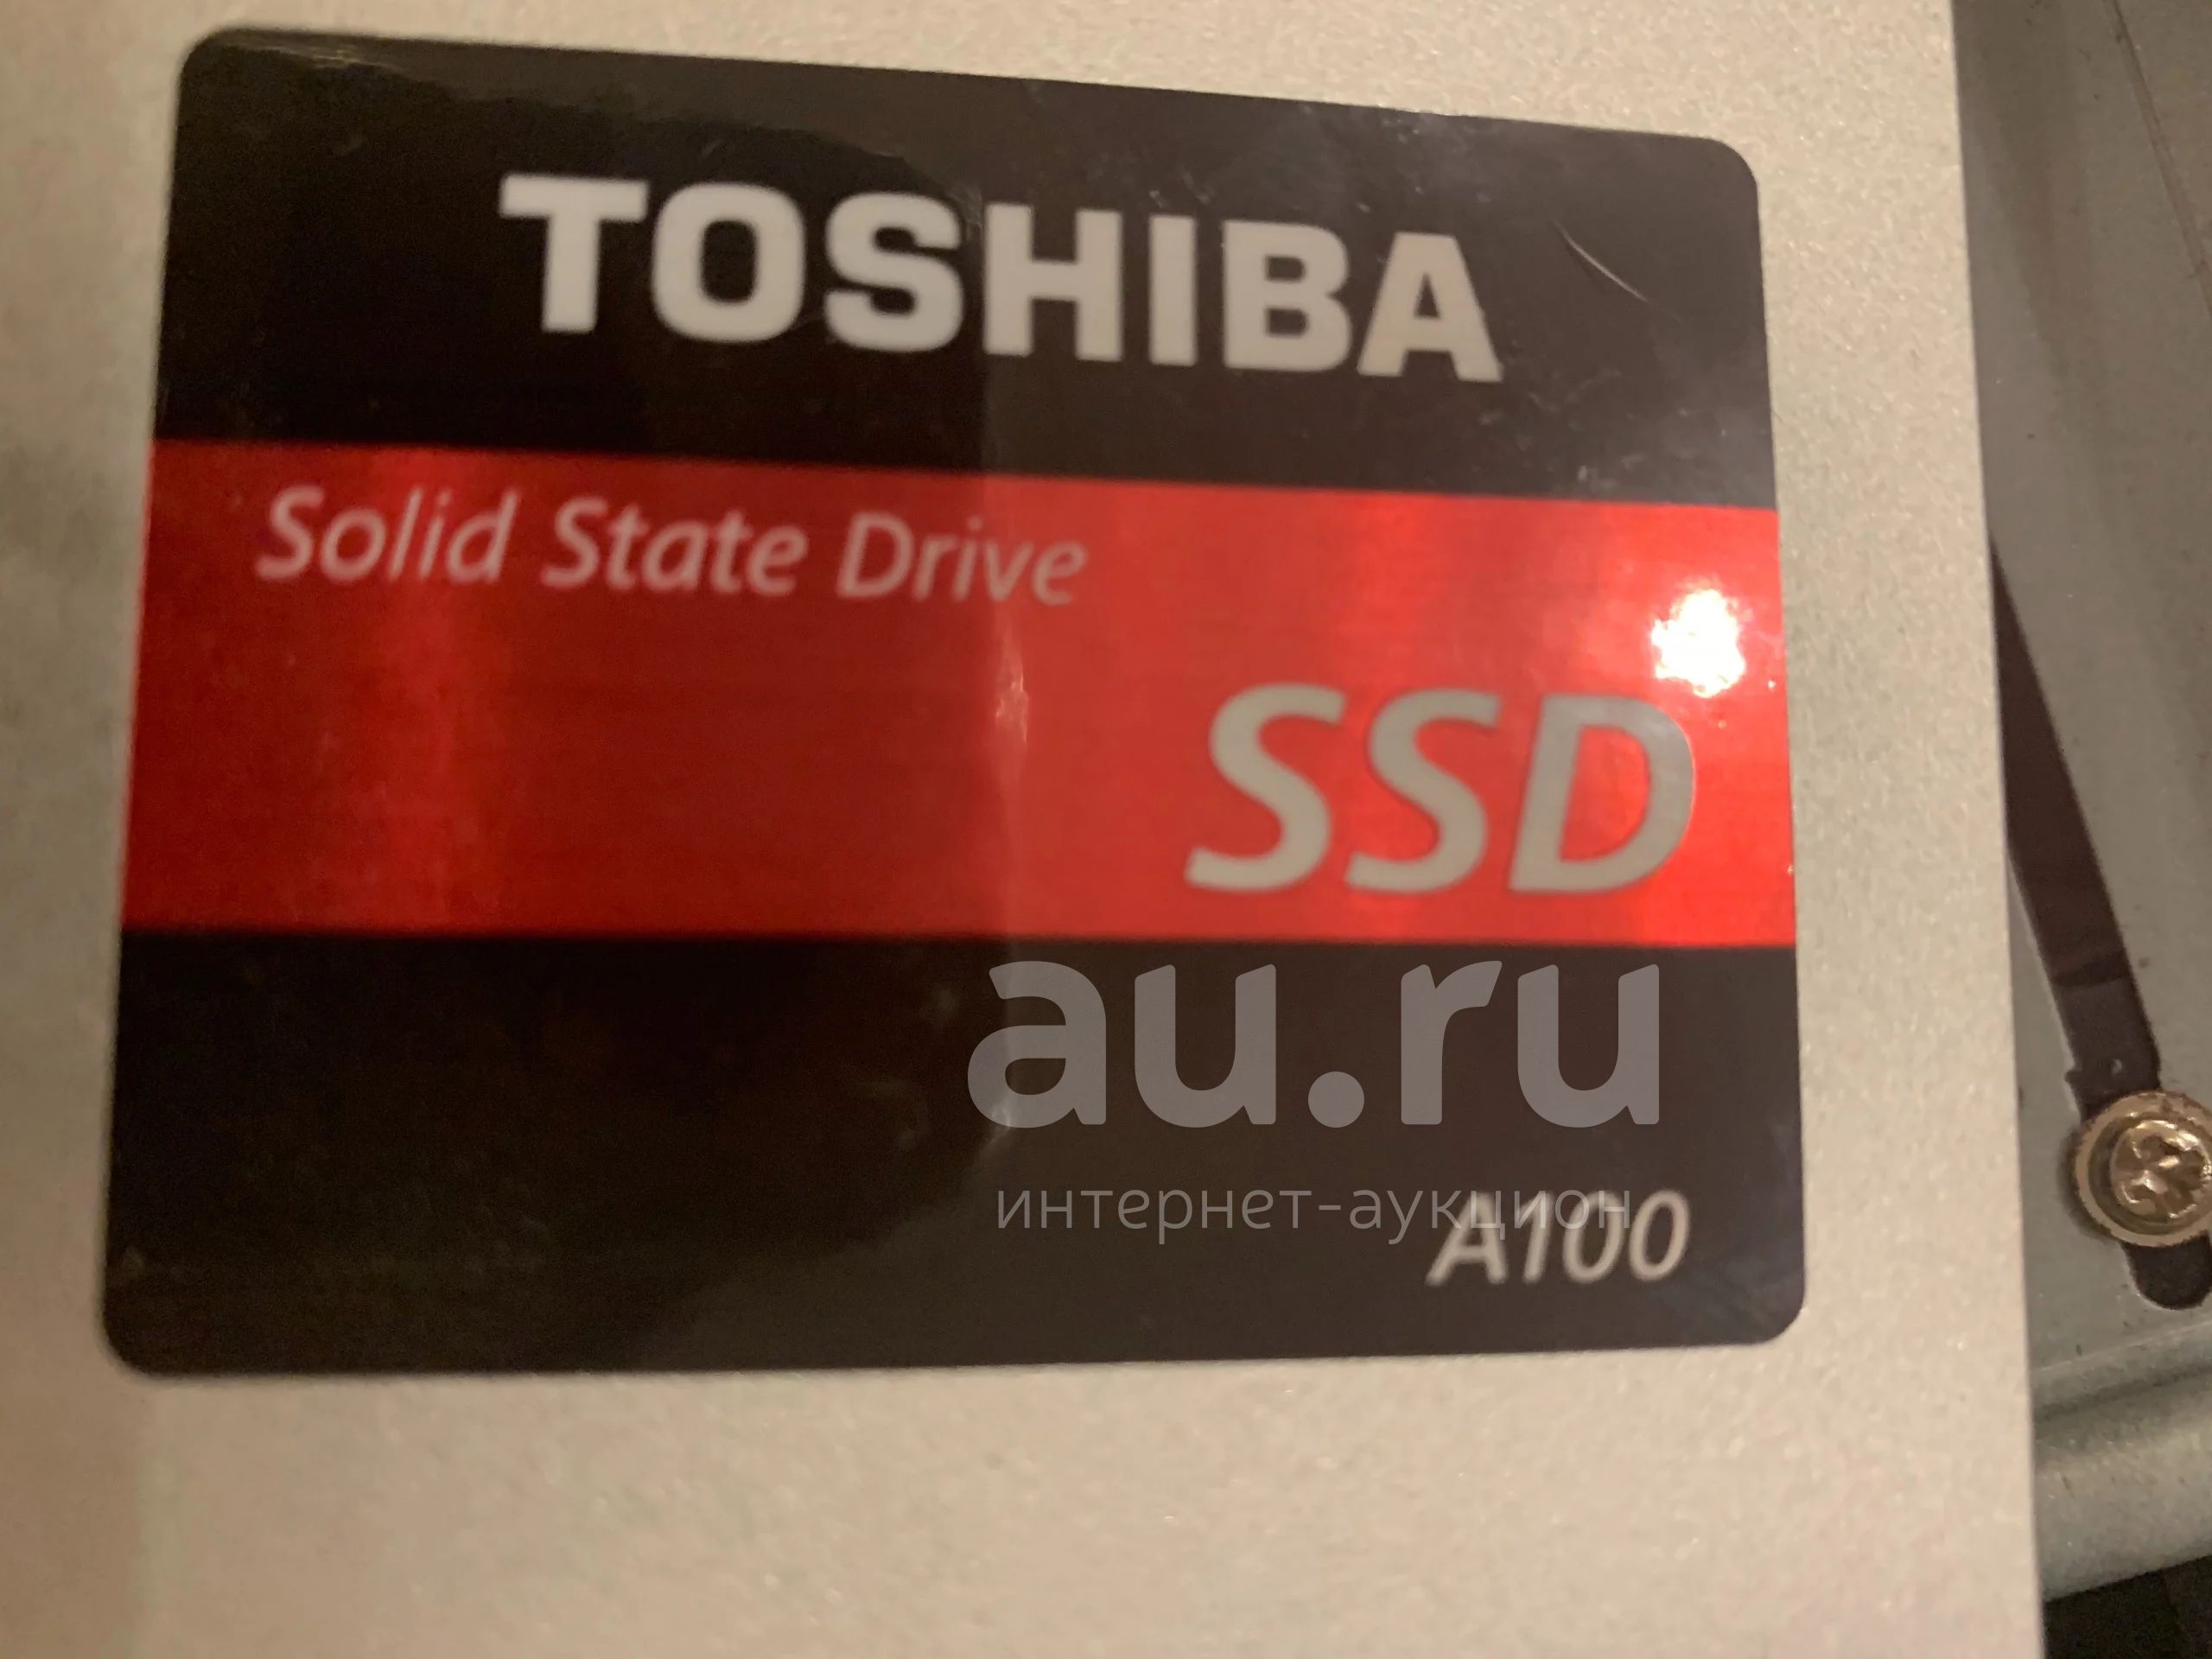 TOSHIBA
Solid State Drive
SSD
au.ru
интернет-аукцион
A100